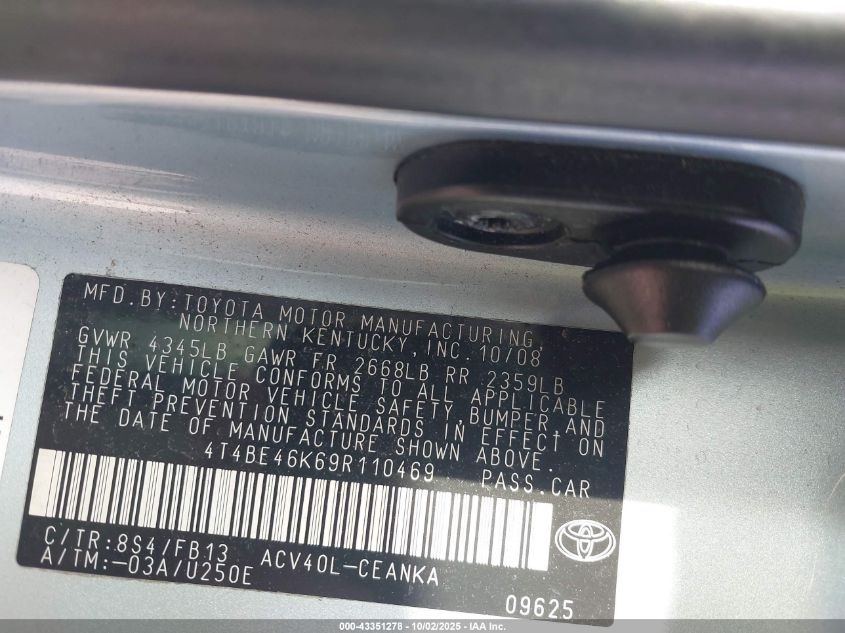 MFD.BY:TOYOTA MOTOR MANUFACTURING,
NORTHERN KENTUCKY,INC.10/08
GVWR 4345LB GAWR FR 2668LB RR 2359LB
THIS VEHICLE CONFORMS TO ALL APPLICABLE
FEDERAL MOTOR VEHICLE SAFETY,BUMPER,AND
THEFT PREVENTION STANDARDS IN EFFECT ON
THE DATE OF MANUFACTURE SHOWN ABOVE.
4T4BE46K69R110469 PASS.CAR
C/TR:8S4/FB13 ACV40L-CEANKA
A/TM:-03A/U250E
09625
000-43351278 - 10/02/2025 - IAA Inc.